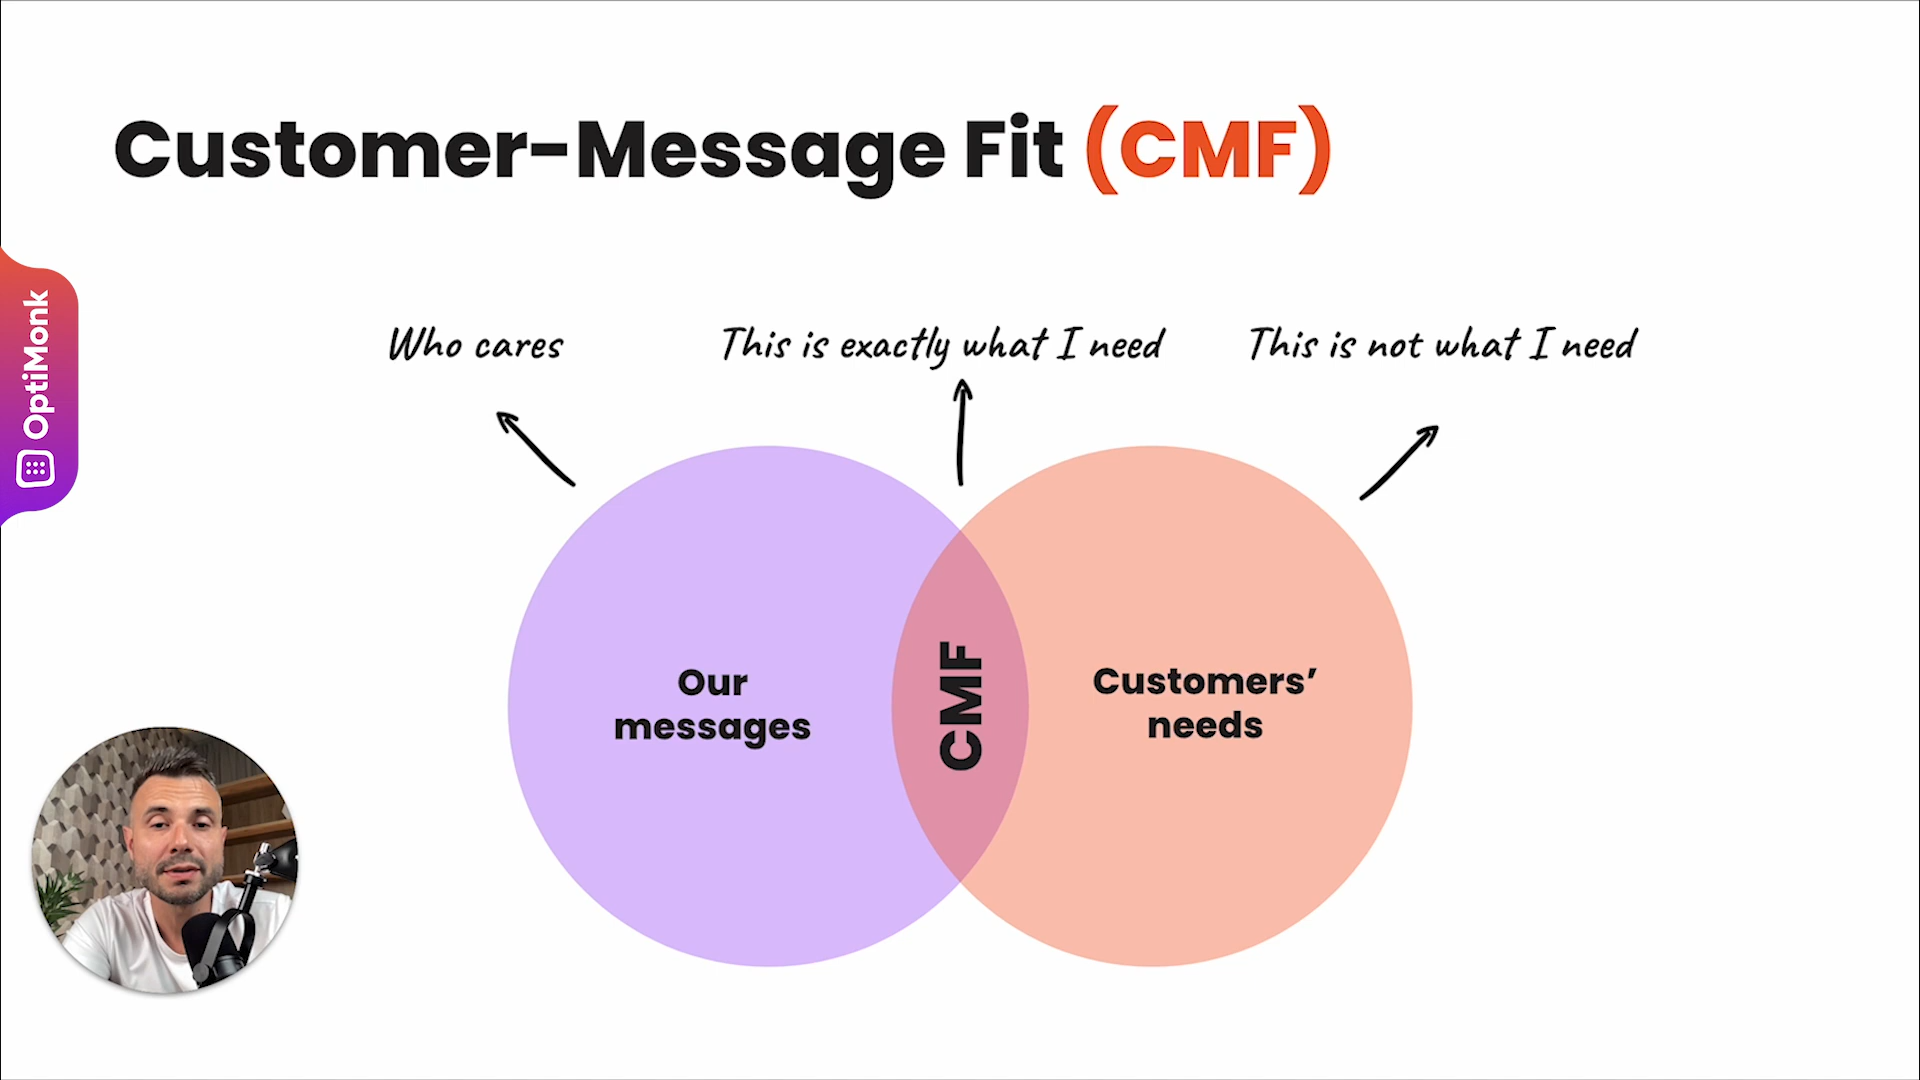 Customer-Message Fit (CMF)
OptiMonk
Who cares
This is exactly what I need
This is not what I need
Our
messages
CMF
Customers’
needs